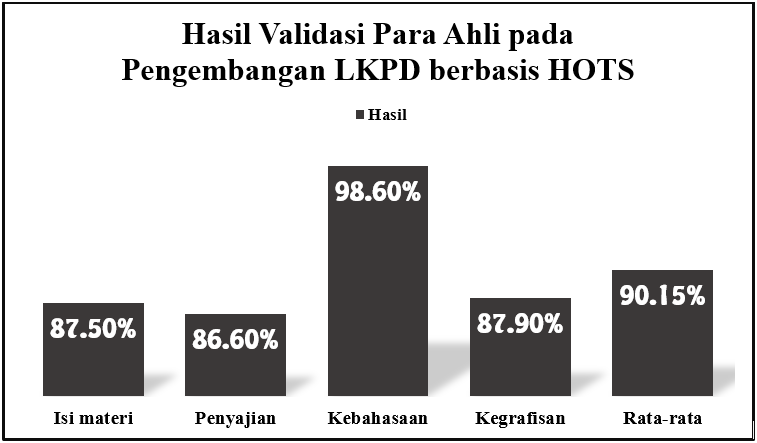 Hasil Validasi Para Ahli pada
Pengembangan LKPD berbasis HOTS
Hasil
98.60%
87.50%
86.60%
87.90%
90.15%
Isi materi Penyajian Kebahasaan Kegrafisan Rata-rata